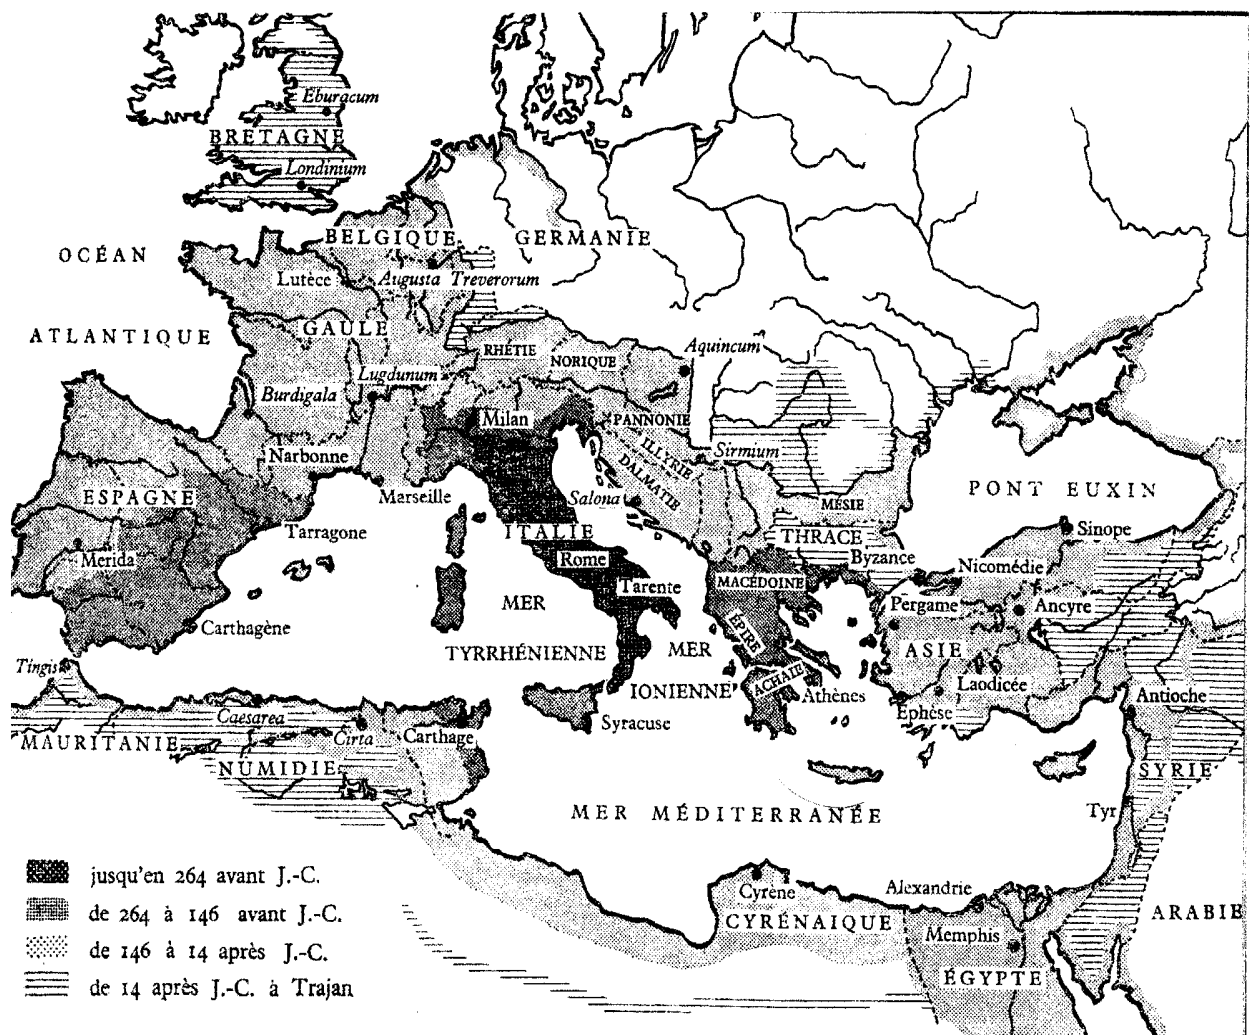 Eburacum
BRETAGNE
Londinium
OCÉAN
BELGIQUE
GERMANIE
Lutèce
Augusta Treverorum
ATLANTIQUE
GAULE
RHÉTIE
NORIQUE
Aquincum
Lugdunum
Burdigala
Milan
PANNONIE
Narbonne
ILLYRIE
Sirmium
DALMATIE
Marseille
ESPAGNE
Salona
MÉSIE
PONT EUXIN
Tarragone
ITALIE
THRACE
Sinope
Merida
Rome
Byzance
Nicomédie
Tarente
MACÉDOINE
MER
Pergame
Ancyre
Carthagène
ÉPIRE
TYRRHÉNIENNE
MER
ASIE
Tingis
IONIENNE
ACHAIE
Athènes
Laodicée
Antioche
Caesarea
Syracuse
Ephèse
MAURITANIE
Cirta
Carthage
NUMIDIE
SYRIE
MER MÉDITERRANÉE
Tyr
jusqu'en 264 avant J.-C.
Cyrène
Alexandrie
de 264 à 146 avant J.-C.
CYRÉNAIQUE
ARABIE
Memphis
de 146 à 14 après J.-C.
ÉGYPTE
de 14 après J.-C. à Trajan